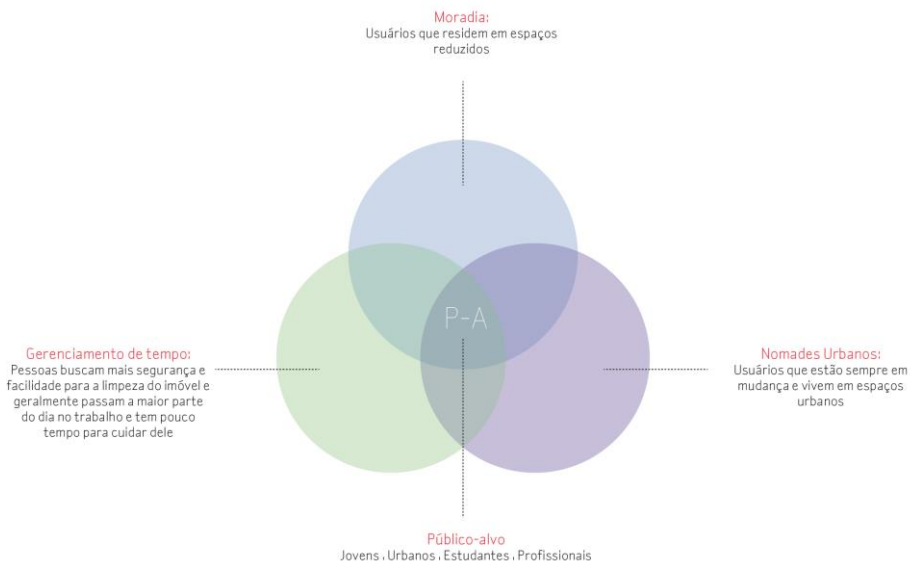 Moradia:
Usuários que residem em espaços
reduzidos
P-A
Gerenciamento de tempo:
Pessoas buscam mais segurança e
facilidade para a limpeza do imóvel e
geralmente passam a maior parte
do dia no trabalho e tem pouco
tempo para cuidar dele
Nomades Urbanos:
Usuários que estão sempre em
mudança e vivem em espaços
urbanos
Público-alvo
Jovens , Urbanos , Estudantes , Profissionais